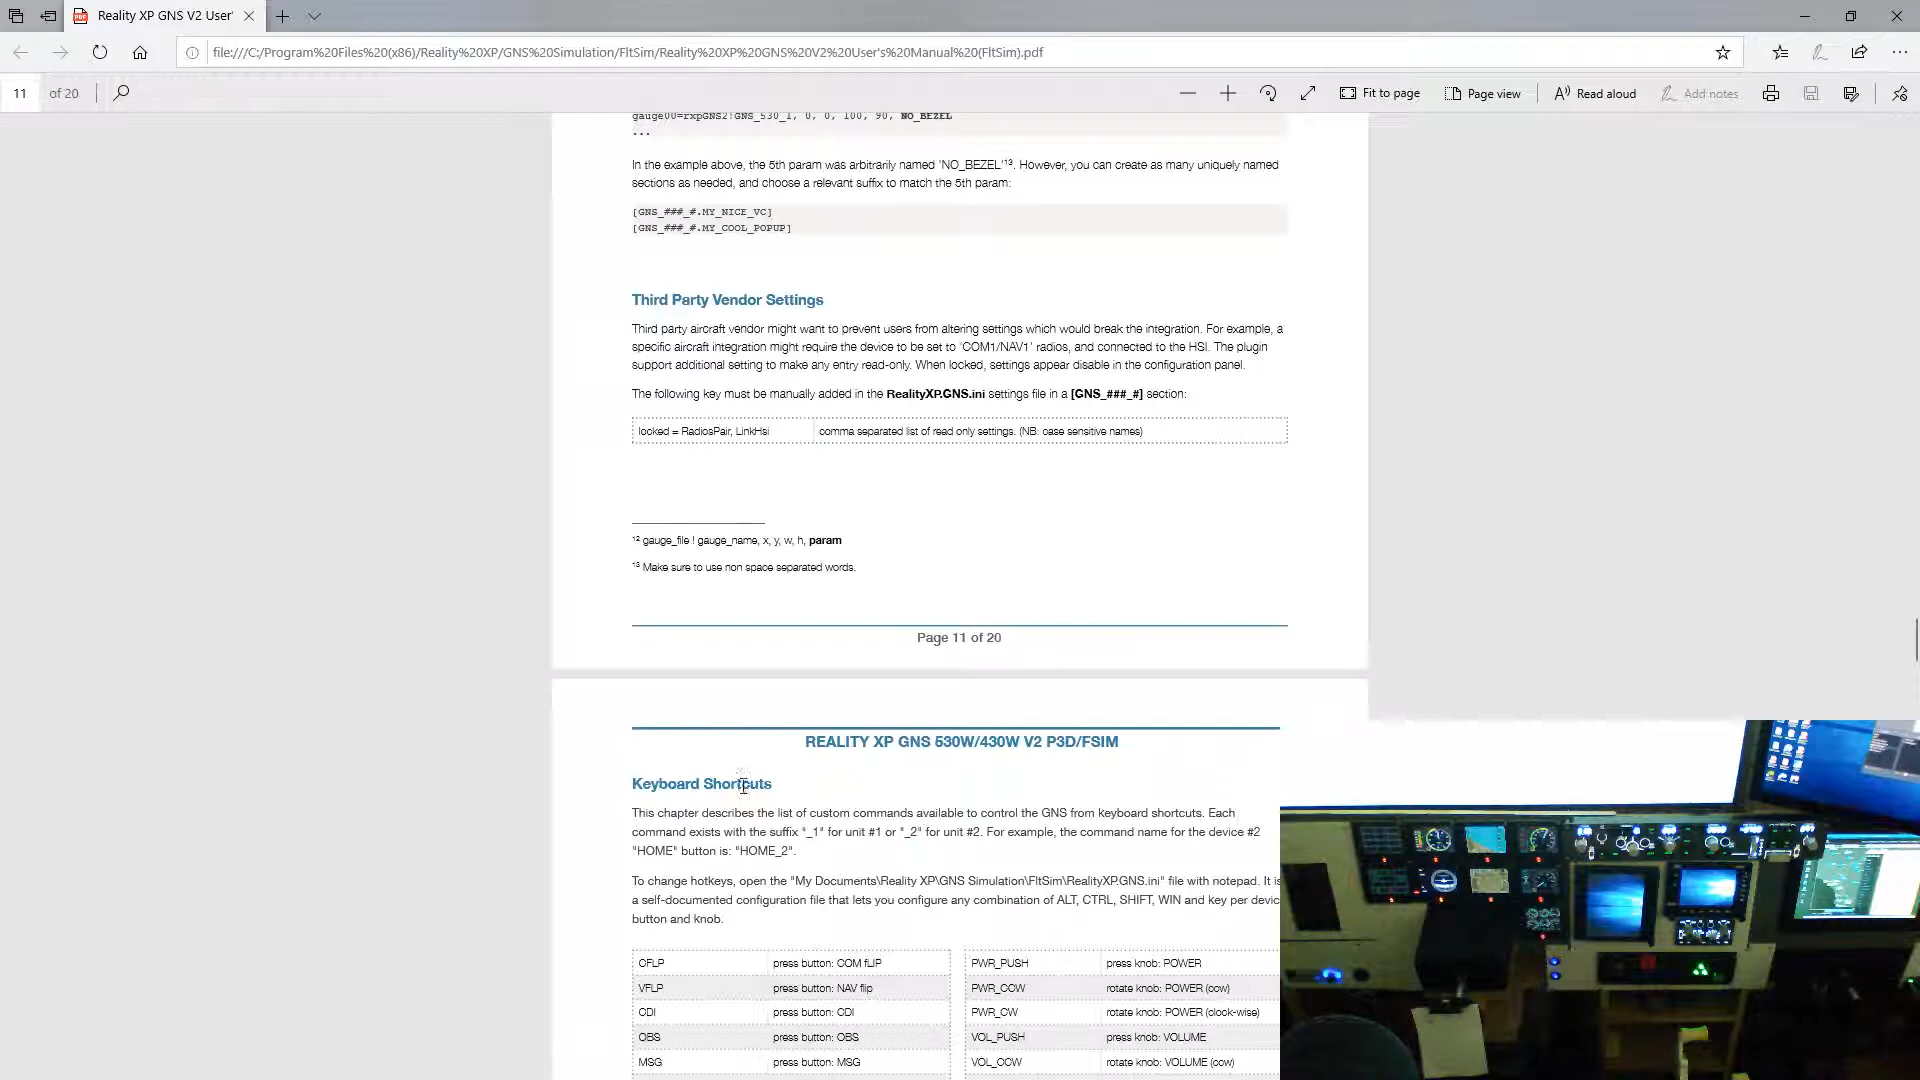 Reality XP GNS V2 User'
file:///C:/Program%20Files%20(x86)/Reality%20XP/GNS%20Simulation/FltSim/Reality%20XP%20GNS%20V2%20User's%20Manual%20(FltSim).pdf
11 of 20
Fit to page
Page view
Read aloud
Add notes
gauge00=rxpGNS2!GNS_530_1, 0, 0, 100, 90, NO_BEZEL
...
In the example above, the 5th param was arbitrarily named 'NO_BEZEL'¹³. However, you can create as many uniquely named
sections as needed, and choose a relevant suffix to match the 5th param:
[GNS_###_#.MY_NICE_VC]
[GNS_###_#.MY_COOL_POPUP]
Third Party Vendor Settings
Third party aircraft vendor might want to prevent users from altering settings which would break the integration. For example, a
specific aircraft integration might require the device to be set to 'COM1/NAV1' radios, and connected to the HSI. The plugin
support additional setting to make any entry read-only. When locked, settings appear disable in the configuration panel.
The following key must be manually added in the RealityXP.GNS.ini settings file in a [GNS_###_#] section:
locked = RadiosPair, LinkHsi comma separated list of read only settings. (NB: case sensitive names)
¹² gauge_file ! gauge_name, x, y, w, h, param
¹³ Make sure to use non space separated words.
Page 11 of 20
REALITY XP GNS 530W/430W V2 P3D/FSIM
Keyboard Shortcuts
This chapter describes the list of custom commands available to control the GNS from keyboard shortcuts. Each
command exists with the suffix "_1" for unit #1 or "_2" for unit #2. For example, the command name for the device #2
"HOME" button is: "HOME_2".
To change hotkeys, open the "My Documents\Reality XP\GNS Simulation\FltSim\RealityXP.GNS.ini" file with notepad. It is
a self-documented configuration file that lets you configure any combination of ALT, CTRL, SHIFT, WIN and key per devic
button and knob.
CFLP press button: COM fLIP PWR_PUSH press knob: POWER
VFLP press button: NAV flip PWR_CCW rotate knob: POWER (ccw)
CDI press button: CDI PWR_CW rotate knob: POWER (clock-wise)
OBS press button: OBS VOL_PUSH press knob: VOLUME
MSG press button: MSG VOL_CCW rotate knob: VOLUME (ccw)